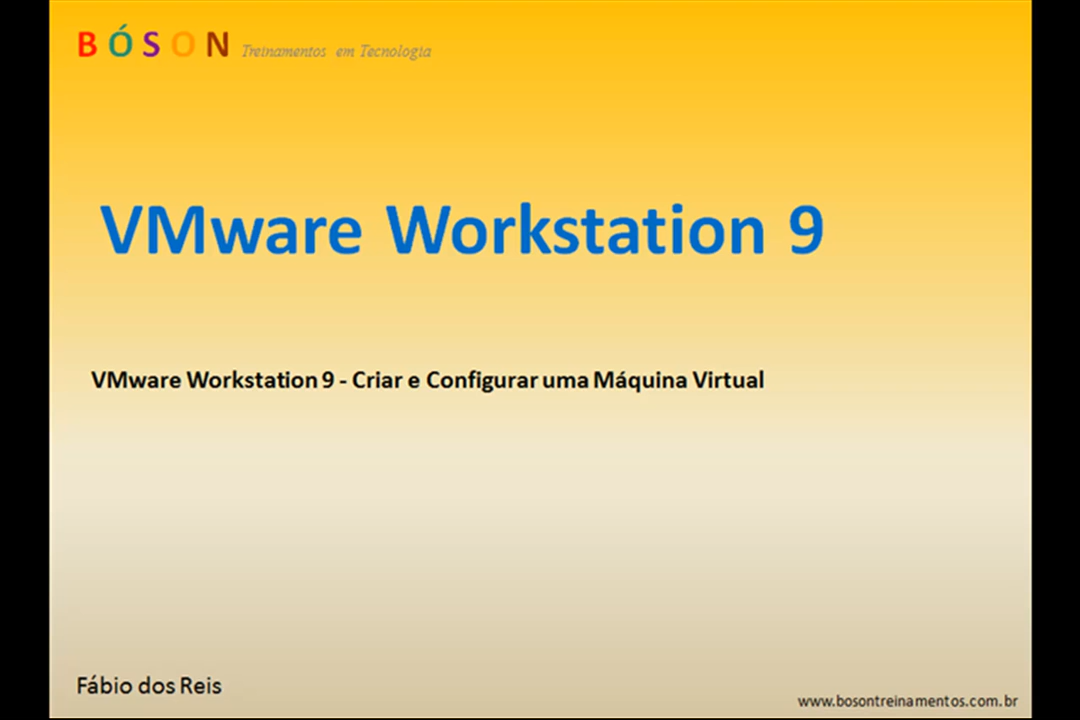 BÓSON Treinamentos em Tecnologia
VMware Workstation 9
VMware Workstation 9 - Criar e Configurar uma Máquina Virtual
Fábio dos Reis
www.bosontreinamentos.com.br